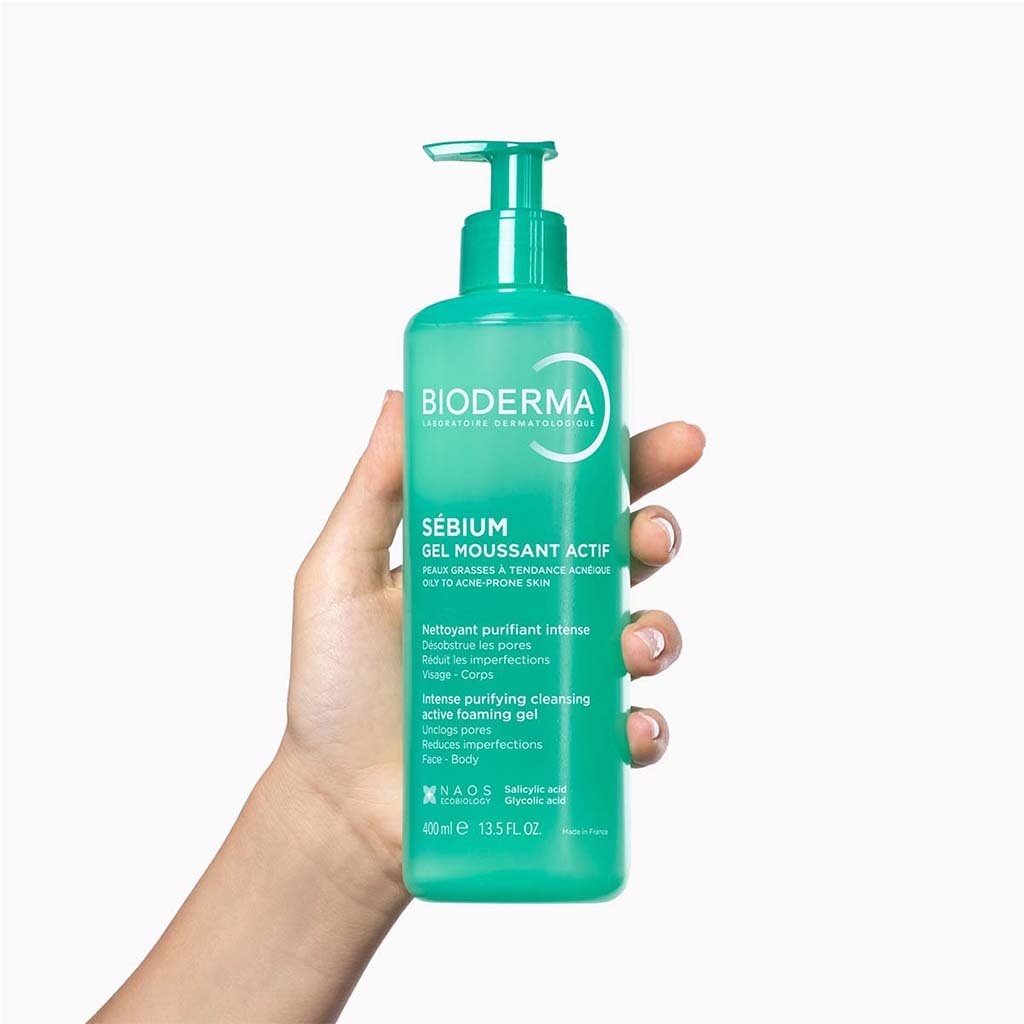 BIODERMA
LABORATOIRE DERMATOLOGIQUE
SÉBIUM
GEL MOUSSANT ACTIF
PEAUX GRASSES À TENDANCE ACNÉIQUE
OILY TO ACNE-PRONE SKIN
Nettoyant purifiant intense
Désobstrue les pores
Réduit les imperfections
Visage - Corps
Intense purifying cleansing
active foaming gel
Unclogs pores
Reduces imperfections
Face - Body
NAOS
ECOBIOLOGY
Salicylic acid
Glycolic acid
400 ml ℮ 13.5 FL. OZ.
Made in France